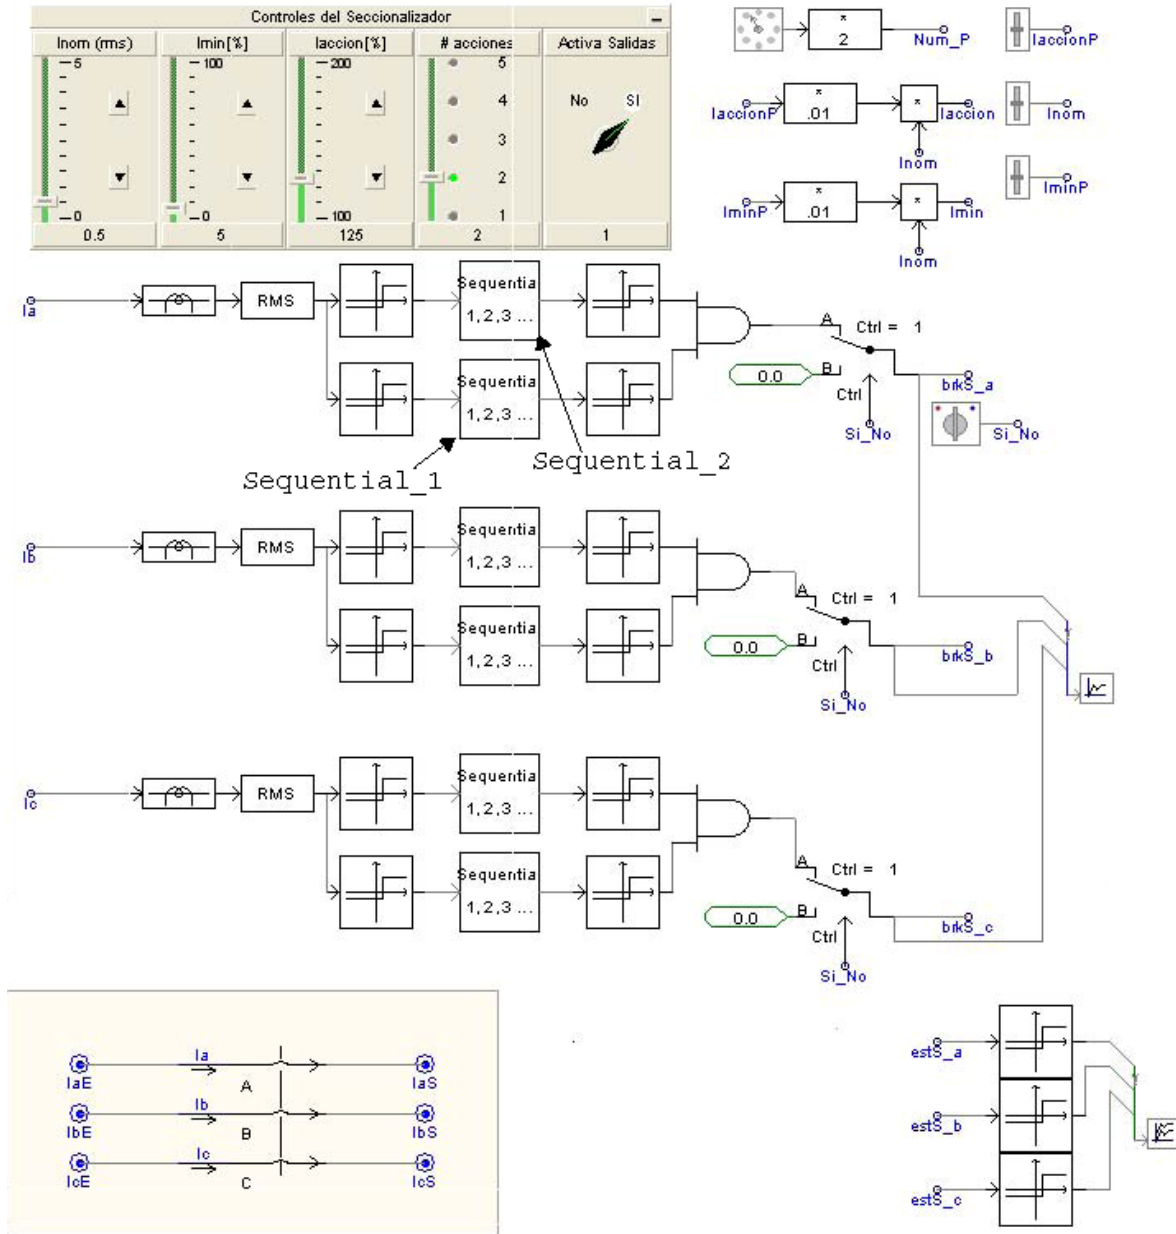 Controles del Seccionalizador
Inom (rms) Imin[%] Iaccion[%] # acciones Activa Salidas
5 100 200 5
4
3
2
0 0 100 1
No SI
0.5 5 125 2 1
* 2 Num_P IaccionP
IaccionP * .01 * Iaccion Inom
Inom
IminP
IminP * .01 * Imin
Inom
Ia RMS Sequentia 1,2,3 ...
A Ctrl = 1
Sequentia 1,2,3 ...
0.0 B Ctrl brkS_a
Si_No Si_No
Sequential_1 Sequential_2
Ib RMS Sequentia 1,2,3 ...
A Ctrl = 1
Sequentia 1,2,3 ...
0.0 B Ctrl brkS_b
Si_No
Ic RMS Sequentia 1,2,3 ...
A Ctrl = 1
Sequentia 1,2,3 ...
0.0 B Ctrl brkS_c
Si_No
Ia
IaE A IaS
Ib
IbE B IbS
Ic
IcE C IcS
estS_a
estS_b
estS_c